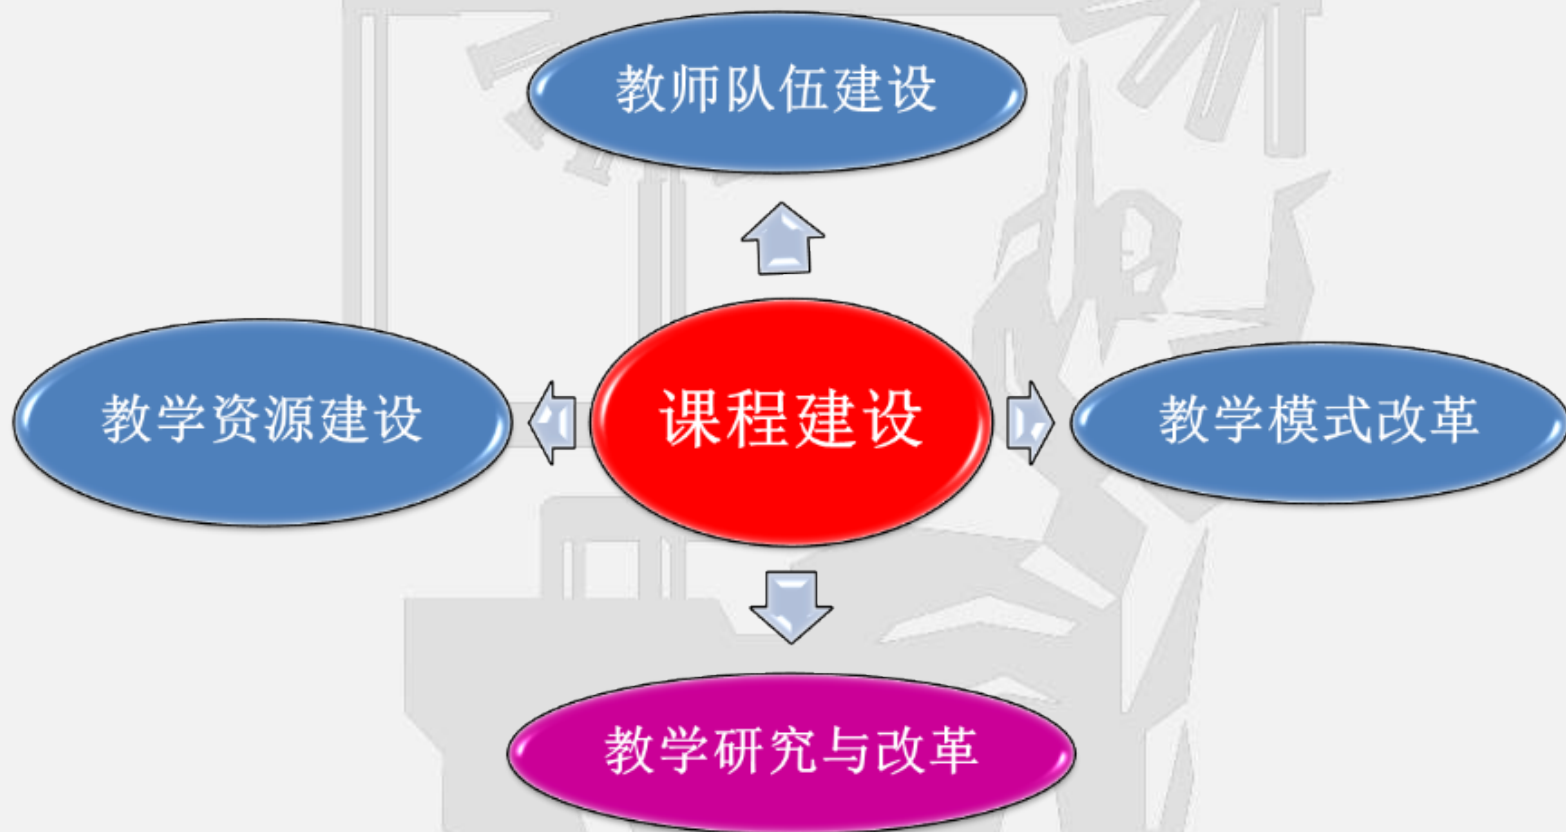 教师队伍建设
教学资源建设
课程建设
教学模式改革
教学研究与改革